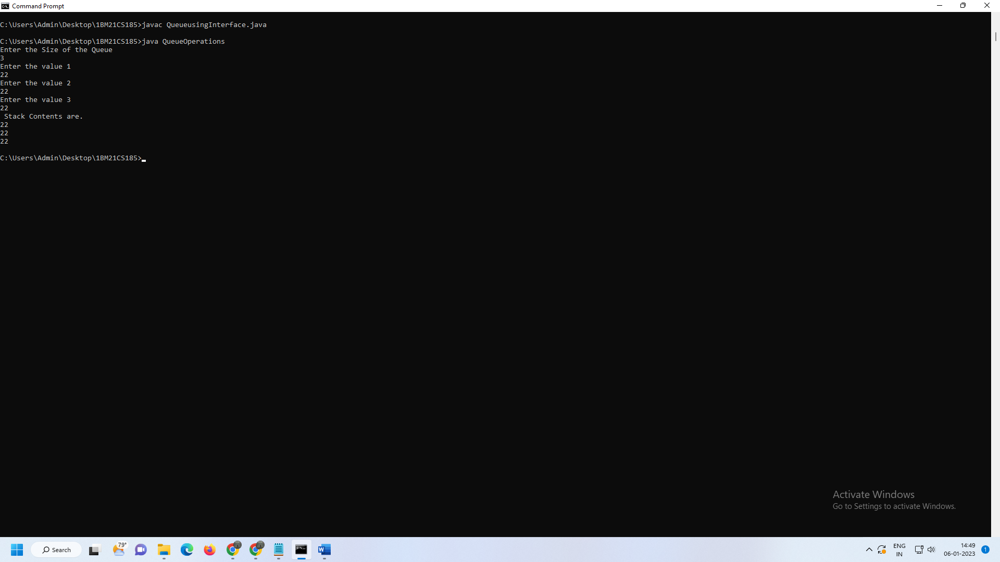 Command Prompt
C:\Users\Admin\Desktop\1BM21CS185>javac QueueusingInterface.java
C:\Users\Admin\Desktop\1BM21CS185>java QueueOperations
Enter the Size of the Queue
3
Enter the value 1
22
Enter the value 2
22
Enter the value 3
22
Stack Contents are.
22
22
22
C:\Users\Admin\Desktop\1BM21CS185>
Activate Windows
Go to Settings to activate Windows.
Search
79°
ENG
IN
14:49
06-01-2023
1